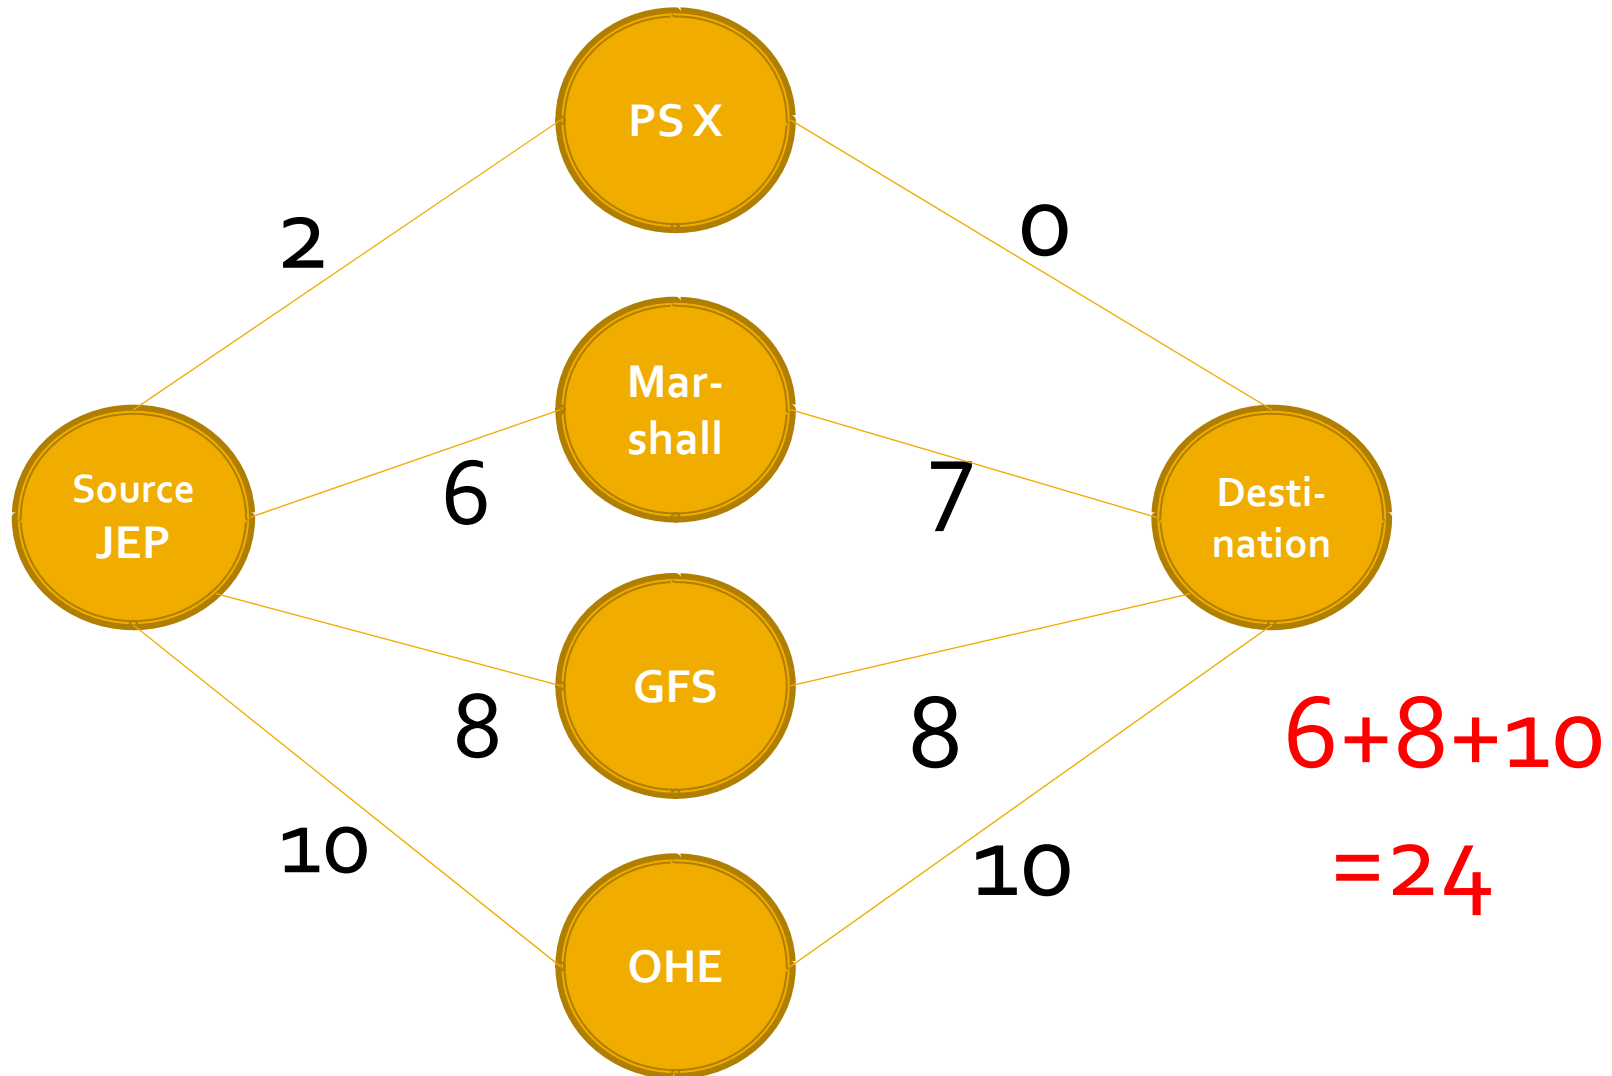 PS X
2
0
Mar-
shall
Source
JEP
6
7
Desti-
nation
GFS
8
8
6+8+10
=24
10
10
OHE